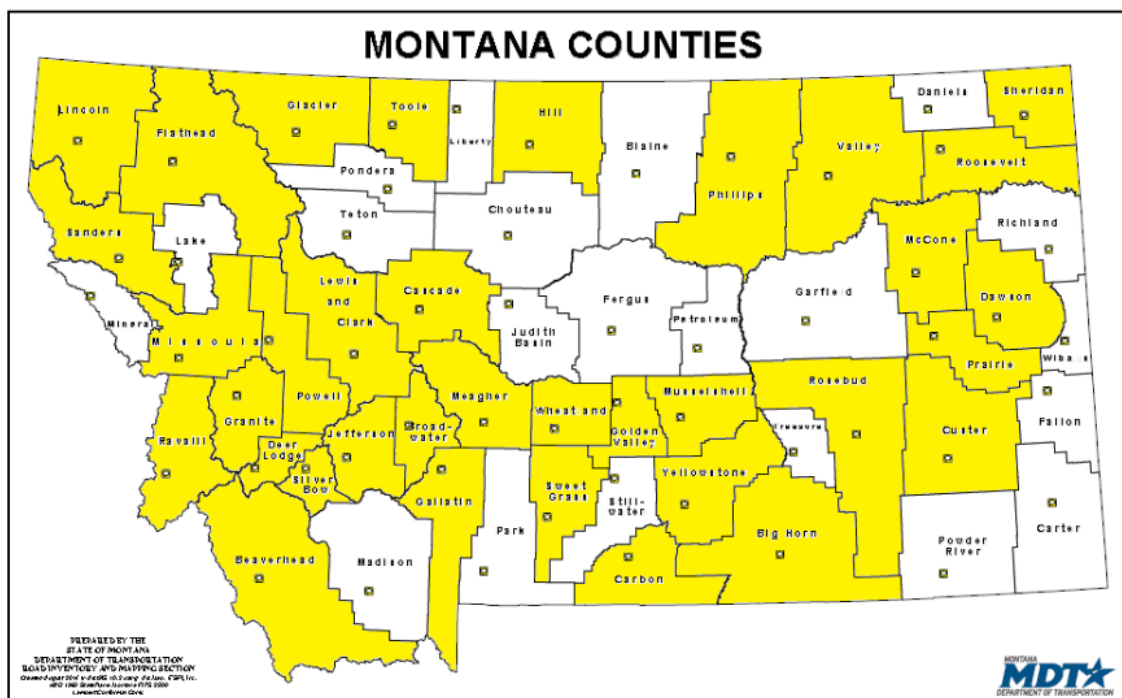 MONTANA COUNTIES
Lincoln
Flathead
Glacier
Toole
Liberty
Hill
Blaine
Phillips
Valley
Daniels
Sheridan
Roosevelt
Pondera
Teton
Chouteau
Richland
Sanders
Lake
McCone
Dawson
Lewis
and
Clark
Cascade
Judith
Basin
Fergus
Petroleum
Garfield
Mineral
Missoula
Prairie
Wibaux
Powell
Meagher
Wheatland
Golden
Valley
Musselshell
Rosebud
Treasure
Custer
Fallon
Ravalli
Granite
Deer
Lodge
Silver
Bow
Jefferson
Broad-
water
Gallatin
Park
Sweet
Grass
Still-
water
Yellowstone
Big Horn
Carbon
Powder
River
Carter
Beaverhead
Madison
PREPARED BY THE
STATE OF MONTANA
DEPARTMENT OF TRANSPORTATION
ROAD INVENTORY AND MAPPING SECTION
MONTANA
MDT
DEPARTMENT OF TRANSPORTATION